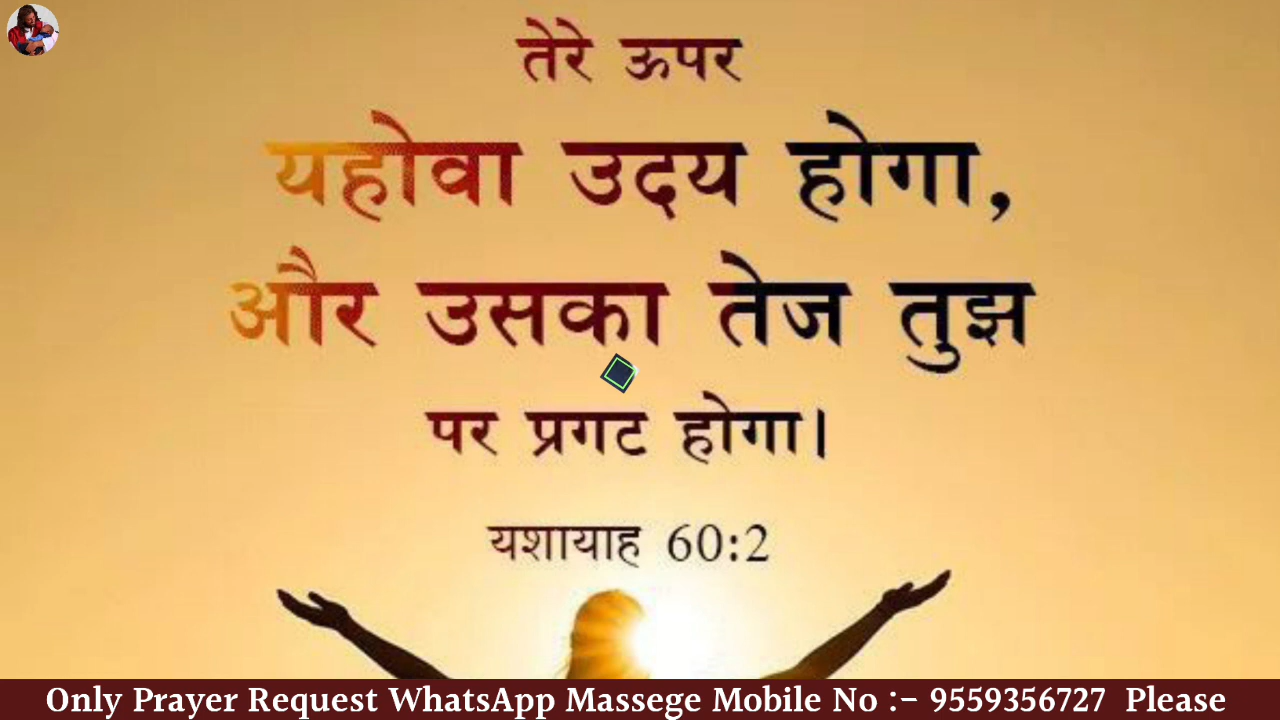 तेरे ऊपर
यहोवा उदय होगा,
और उसका तेज तुझ
पर प्रगट होगा।
यशायाह 60:2
Only Prayer Request WhatsApp Massege Mobile No :- 9559356727 Please